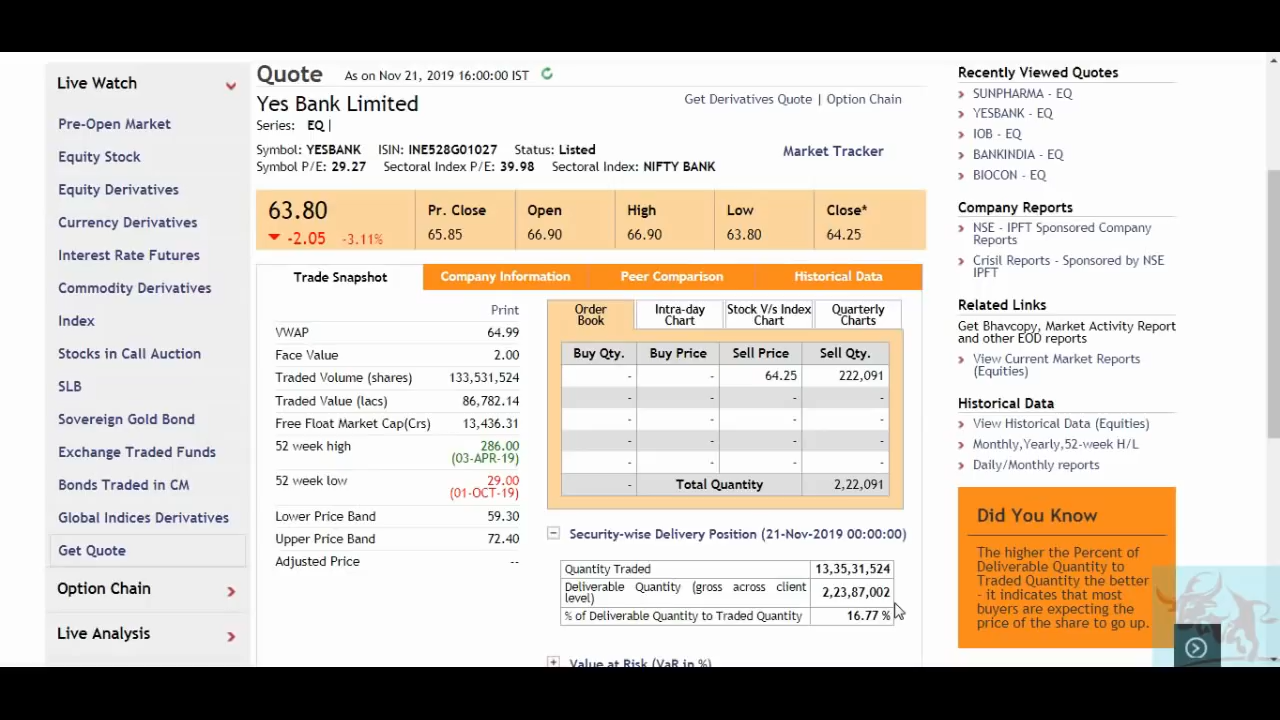 Live Watch
Pre-Open Market
Equity Stock
Equity Derivatives
Currency Derivatives
Interest Rate Futures
Commodity Derivatives
Index
Stocks in Call Auction
SLB
Sovereign Gold Bond
Exchange Traded Funds
Bonds Traded in CM
Global Indices Derivatives
Get Quote
Option Chain
Live Analysis
Quote As on Nov 21, 2019 16:00:00 IST
Yes Bank Limited
Get Derivatives Quote | Option Chain
Series: EQ |
Symbol: YESBANK ISIN: INE528G01027 Status: Listed
Symbol P/E: 29.27 Sectoral Index P/E: 39.98 Sectoral Index: NIFTY BANK
Market Tracker
63.80 Pr. Close Open High Low Close*
-2.05 -3.11% 65.85 66.90 66.90 63.80 64.25
Trade Snapshot Company Information Peer Comparison Historical Data
Print
VWAP 64.99
Face Value 2.00
Traded Volume (shares) 133,531,524
Traded Value (lacs) 86,782.14
Free Float Market Cap(Crs) 13,436.31
52 week high 286.00
(03-APR-19)
52 week low 29.00
(01-OCT-19)
Lower Price Band 59.30
Upper Price Band 72.40
Adjusted Price --
Order
Book
Intra-day
Chart
Stock V/s Index
Chart
Quarterly
Charts
Buy Qty. Buy Price Sell Price Sell Qty.
- - 64.25 222,091
- - - -
- - - -
- - - -
- - - -
- Total Quantity 2,22,091
Security-wise Delivery Position (21-Nov-2019 00:00:00)
Quantity Traded 13,35,31,524
Deliverable Quantity (gross across client
level) 2,23,87,002
% of Deliverable Quantity to Traded Quantity 16.77 %
Value at Risk (VaR in %)
Recently Viewed Quotes
SUNPHARMA - EQ
YESBANK - EQ
IOB - EQ
BANKINDIA - EQ
BIOCON - EQ
Company Reports
NSE - IPFT Sponsored Company
Reports
Crisil Reports - Sponsored by NSE
IPFT
Related Links
Get Bhavcopy, Market Activity Report
and other EOD reports
View Current Market Reports
(Equities)
Historical Data
View Historical Data (Equities)
Monthly,Yearly,52-week H/L
Daily/Monthly reports
Did You Know
The higher the Percent of
Deliverable Quantity to
Traded Quantity the better
- it indicates that most
buyers are expecting the
price of the share to go up.